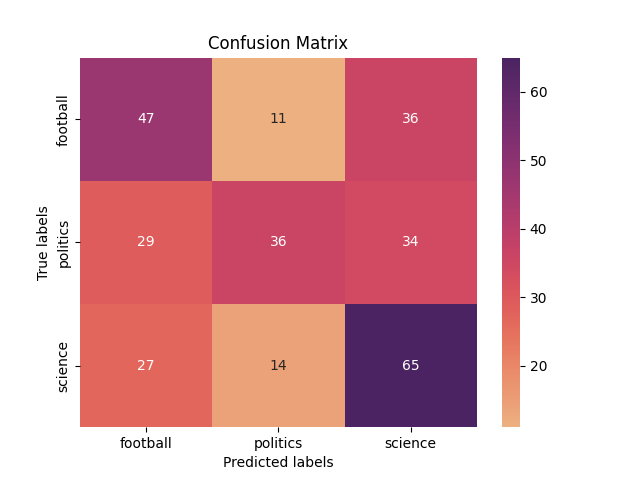 Confusion Matrix
True labels
football
47 11 36
politics
29 36 34
science
27 14 65
football politics science
Predicted labels
60
50
40
30
20